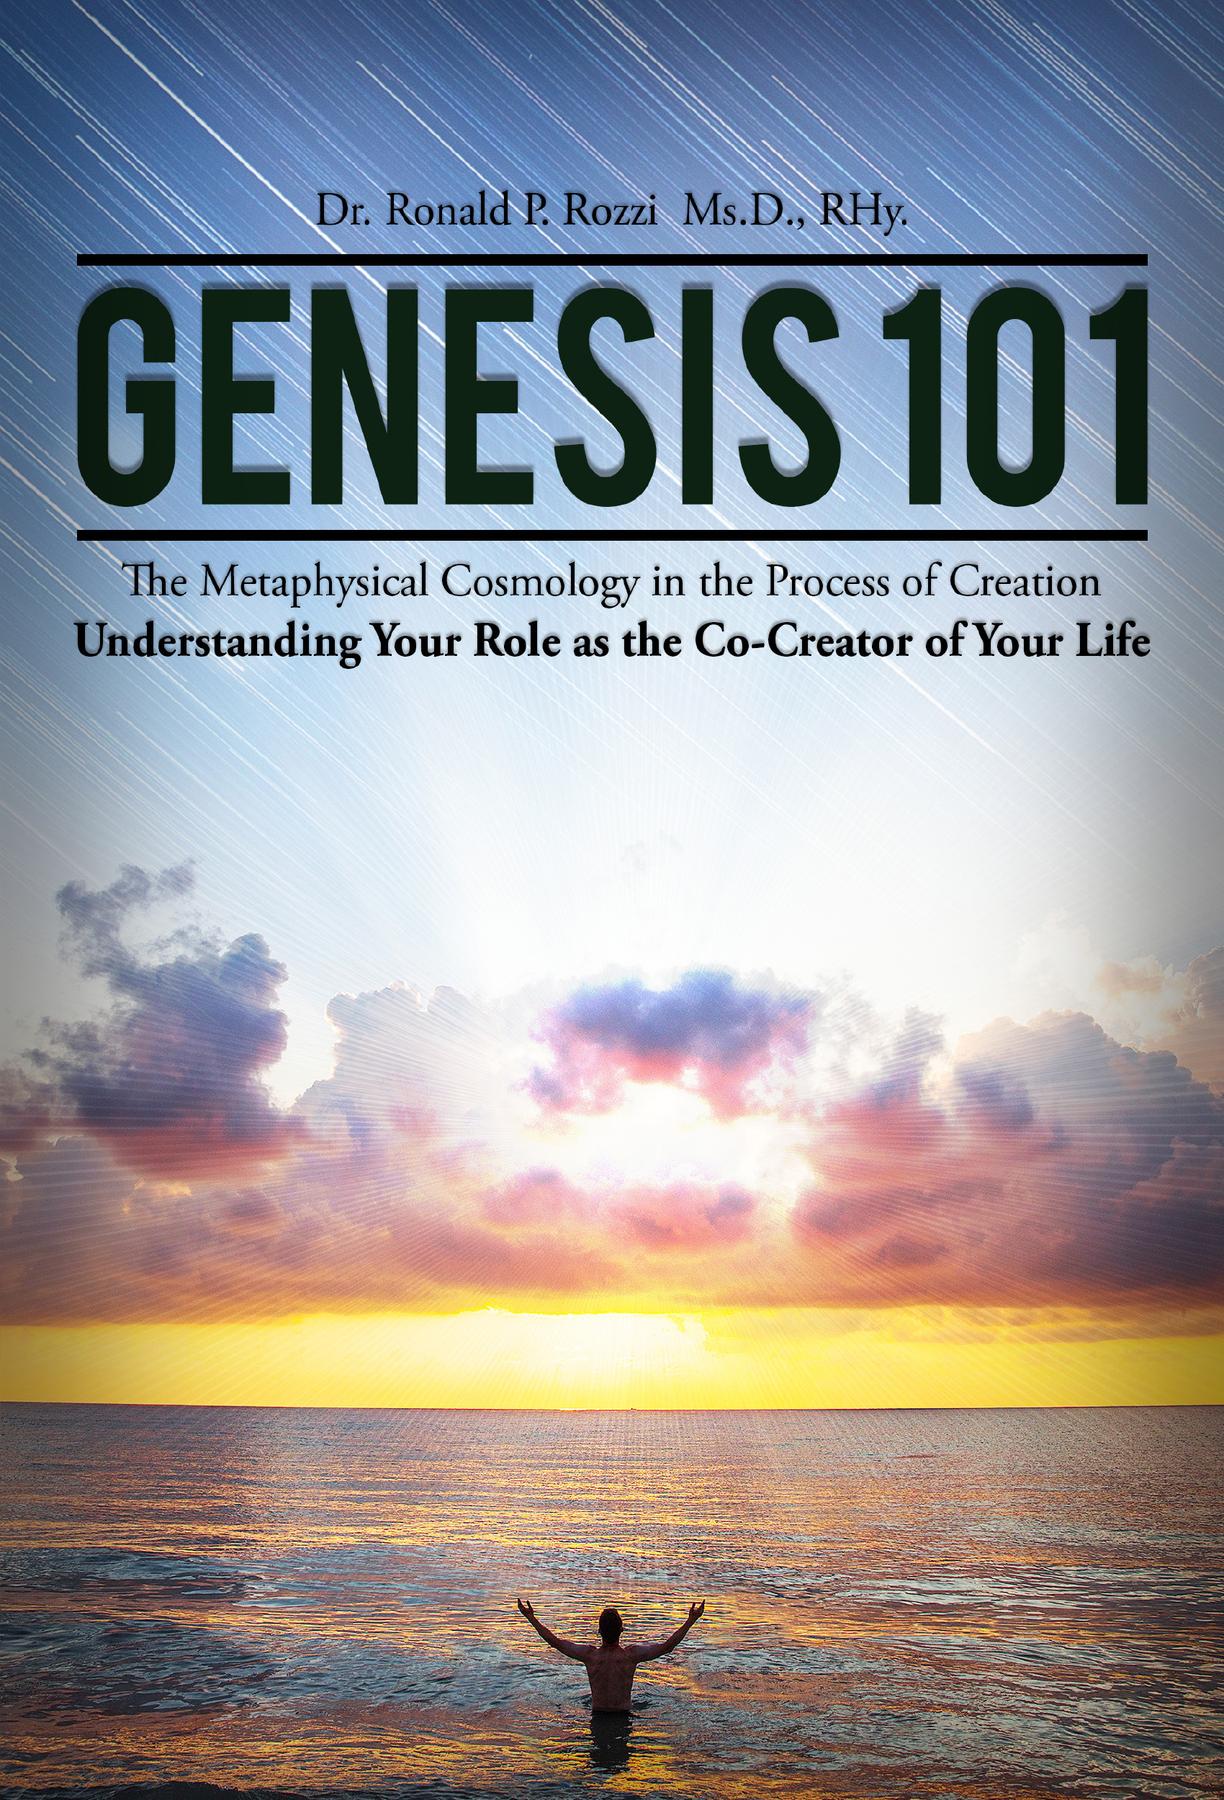 Dr. Ronald P. Rozzi Ms.D., RHy.
GENESIS 101
The Metaphysical Cosmology in the Process of Creation
Understanding Your Role as the Co-Creator of Your Life